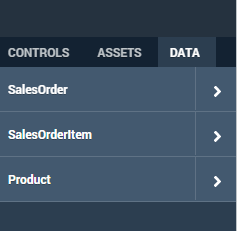 CONTROLS ASSETS DATA
SalesOrder
SalesOrderItem
Product